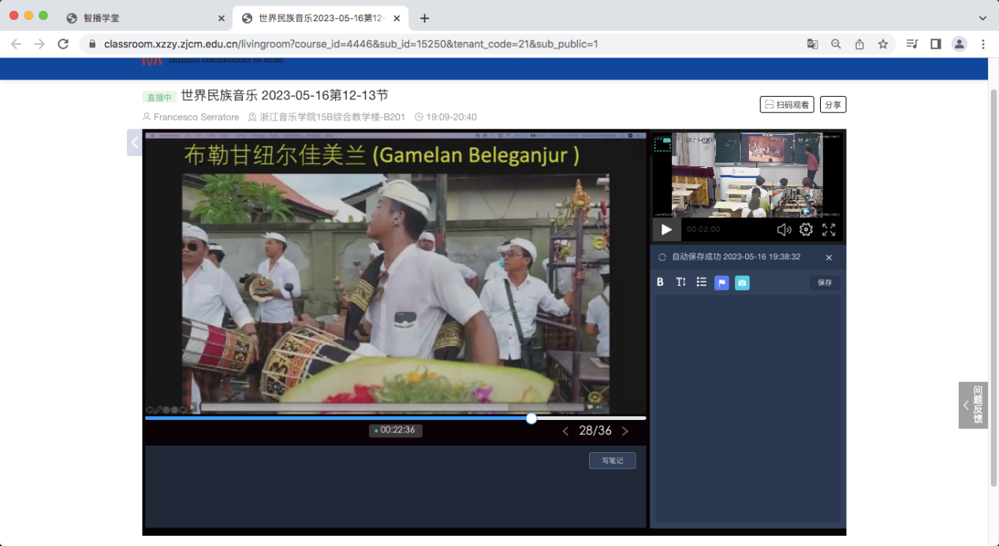 智播学堂
世界民族音乐2023-05-16第12-
classroom.xzzy.zjcm.edu.cn/livingroom?course_id=4446&sub_id=15250&tenant_code=21&sub_public=1
ZHEJIANG CONSERVATORY OF MUSIC
直播中 世界民族音乐 2023-05-16第12-13节
扫码观看 分享
Francesco Serratore 浙江音乐学院15B综合教学楼-B201 19:09-20:40
布勒甘纽尔佳美兰 (Gamelan Beleganjur )
00:02:00
自动保存成功 2023-05-16 19:38:32
B T
保存
问题反馈
00:22:36
28/36
写笔记